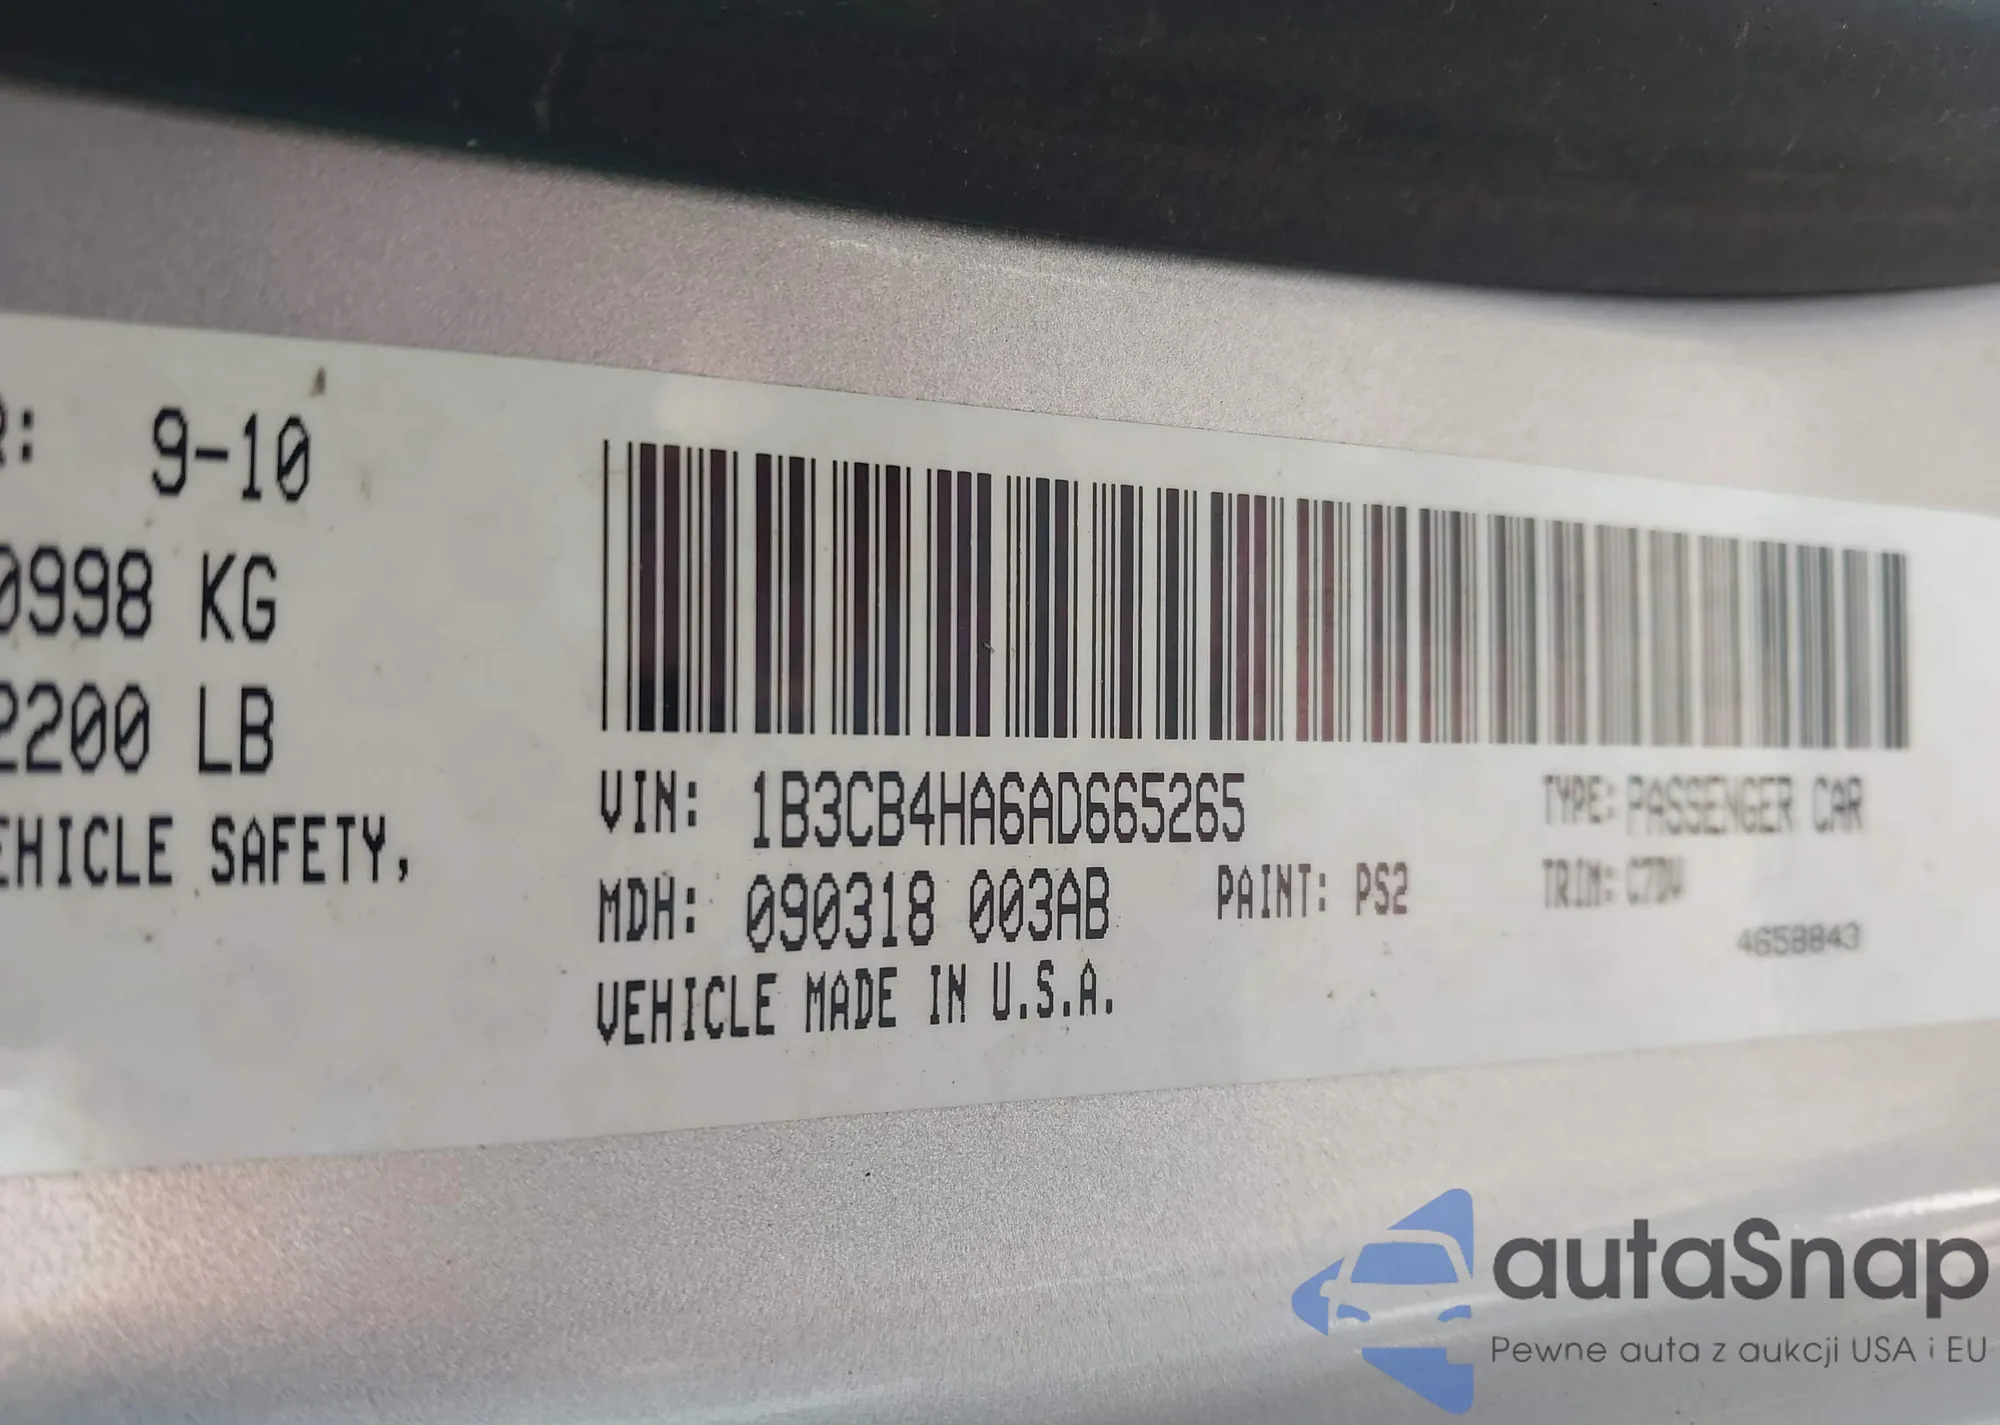 R: 9-10
0998 KG
2200 LB
EHICLE SAFETY,
VIN: 1B3CB4HA6AD665265
TYPE: PASSENGER CAR
MDH: 090318 003AB
PAINT: PS2
TRIM: C7DV
4658843
VEHICLE MADE IN U.S.A.
autaSnap
Pewne auta z aukcji USA i EU